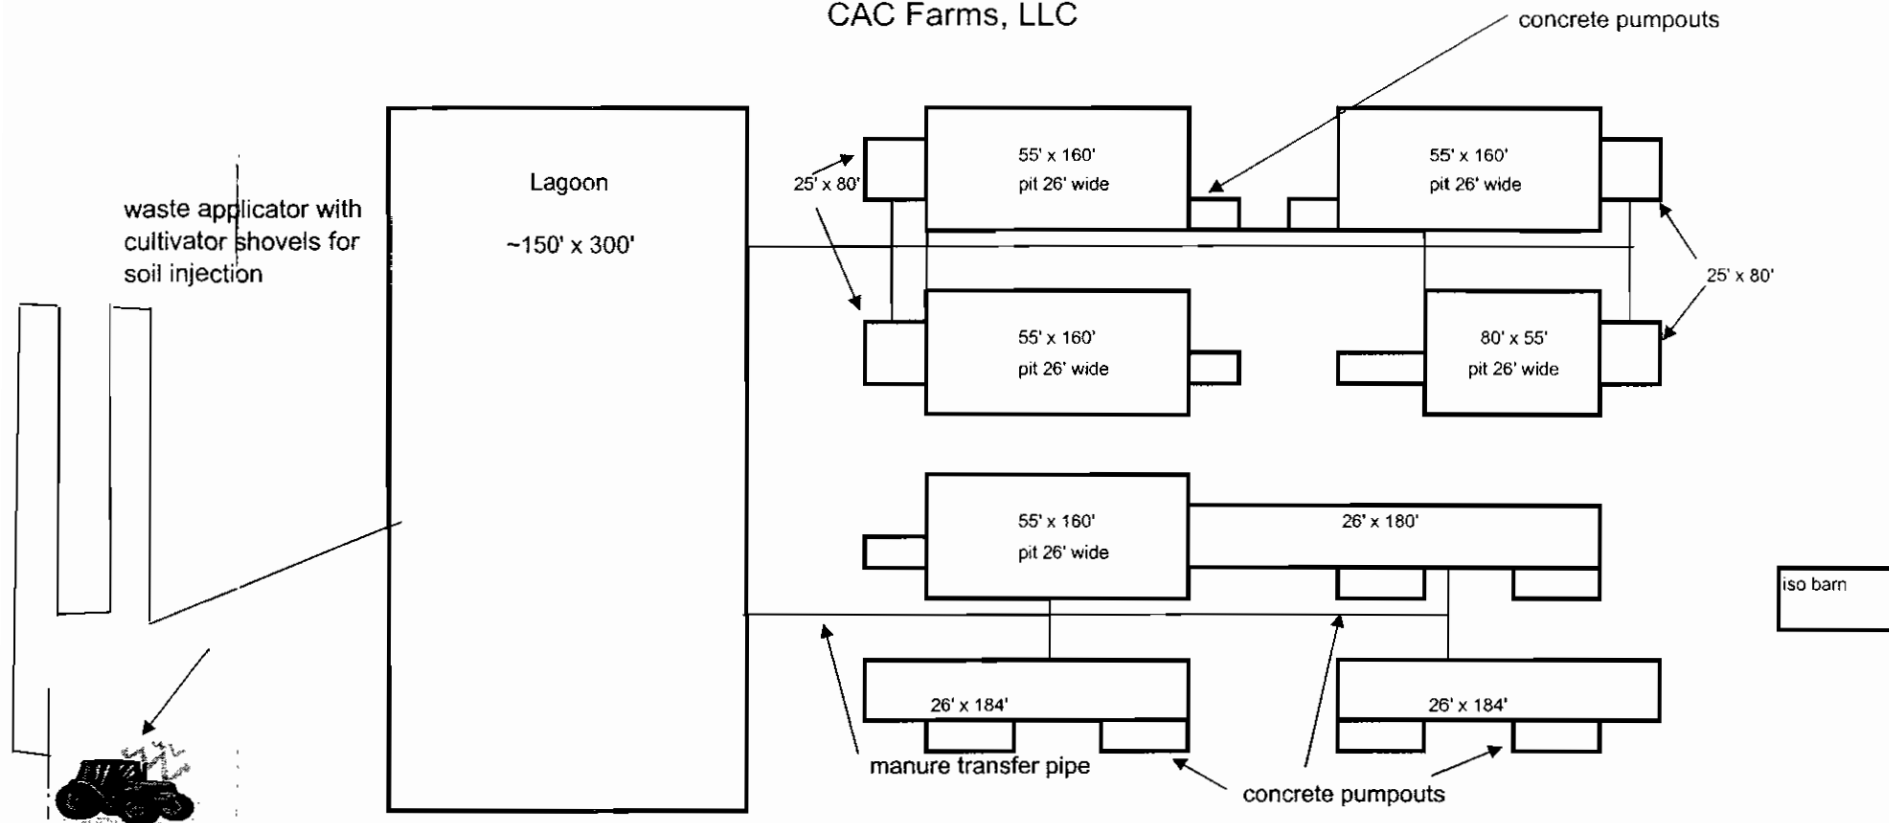 CAC Farms, LLC
concrete pumpouts
55' x 160'
pit 26' wide
55' x 160'
pit 26' wide
25' x 80'
Lagoon
~150' x 300'
waste applicator with
cultivator shovels for
soil injection
25' x 80'
55' x 160'
pit 26' wide
80' x 55'
pit 26' wide
55' x 160'
pit 26' wide
26' x 180'
iso barn
26' x 184'
26' x 184'
manure transfer pipe
concrete pumpouts